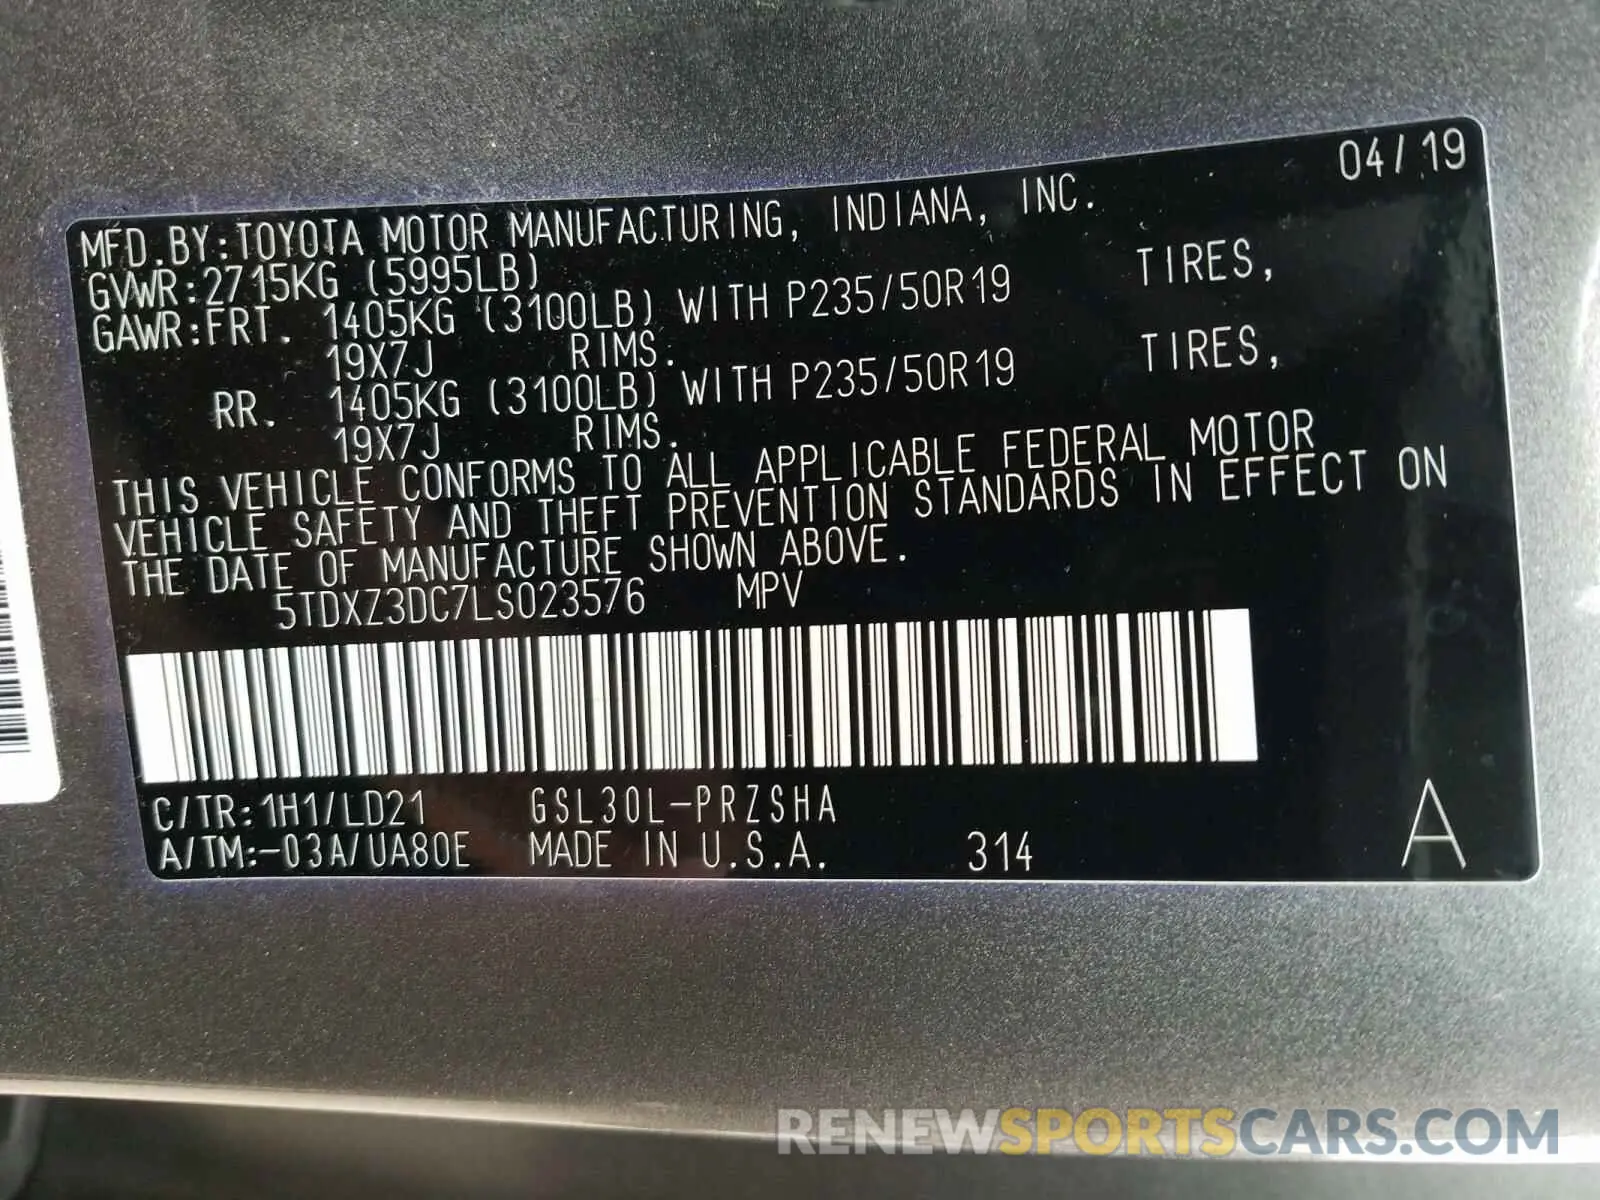 04/19
MFD.BY:TOYOTA MOTOR MANUFACTURING, INDIANA, INC.
GVWR:2715KG (5995LB)
GAWR:FRT. 1405KG (3100LB) WITH P235/50R19 TIRES,
19X7J RIMS.
RR. 1405KG (3100LB) WITH P235/50R19 TIRES,
19X7J RIMS.
THIS VEHICLE CONFORMS TO ALL APPLICABLE FEDERAL MOTOR
VEHICLE SAFETY AND THEFT PREVENTION STANDARDS IN EFFECT ON
THE DATE OF MANUFACTURE SHOWN ABOVE.
5TDXZ3DC7LS023576 MPV
C/TR:1H1/LD21 GSL30L-PRZSHA
A/TM:-03A/UA80E MADE IN U.S.A. 314 A
RENEWSPORTSCARS.COM